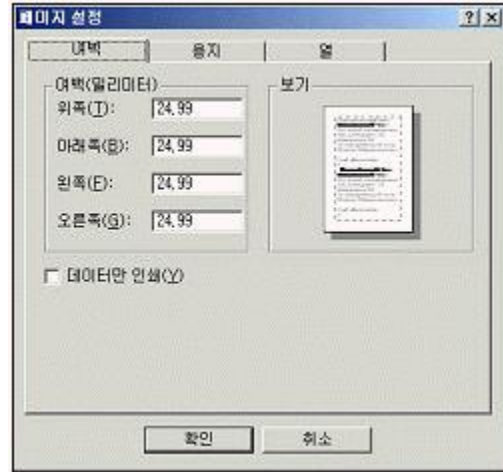 페이지 설정
여백 용지 열
여백(밀리미터) 보기
위쪽(T): 24,99
아래쪽(B): 24,99
왼쪽(F): 24,99
오른쪽(G): 24,99
데이터만 인쇄(Y)
확인 취소